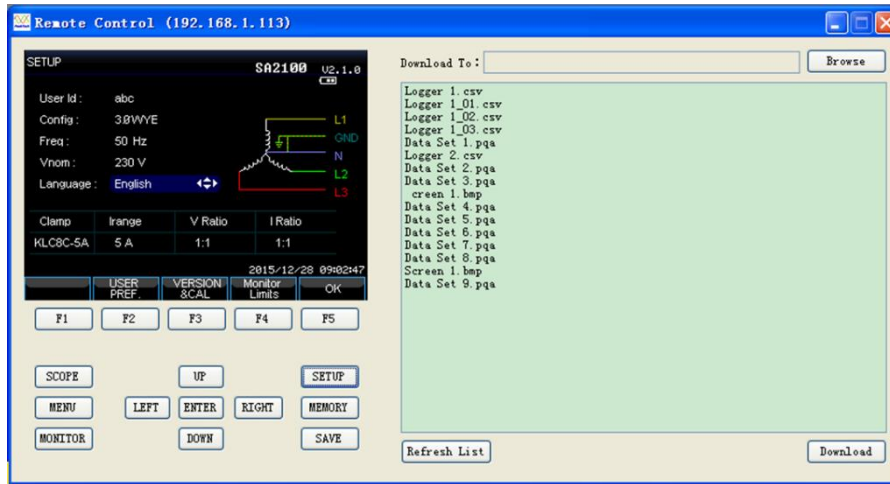 Remote Control (192.168.1.113)
SETUP
SA2100 V2.1.0
User Id : abc
Config : 3ØWYE
Freq : 50 Hz
Vnom : 230 V
Language : English
L1
GND
N
L2
L3
Clamp Irange V Ratio I Ratio
KLC8C-5A 5 A 1:1 1:1
2015/12/28 09:02:47
USER PREF.
VERSION &CAL
Monitor Limits
OK
F1 F2 F3 F4 F5
SCOPE UP SETUP
MENU LEFT ENTER RIGHT MEMORY
MONITOR DOWN SAVE
Download To:
Browse
Logger 1.csv
Logger 1_01.csv
Logger 1_02.csv
Logger 1_03.csv
Data Set 1.pqa
Logger 2.csv
Data Set 2.pqa
Data Set 3.pqa
creen 1.bmp
Data Set 4.pqa
Data Set 5.pqa
Data Set 6.pqa
Data Set 7.pqa
Data Set 8.pqa
Screen 1.bmp
Data Set 9.pqa
Refresh List
Download